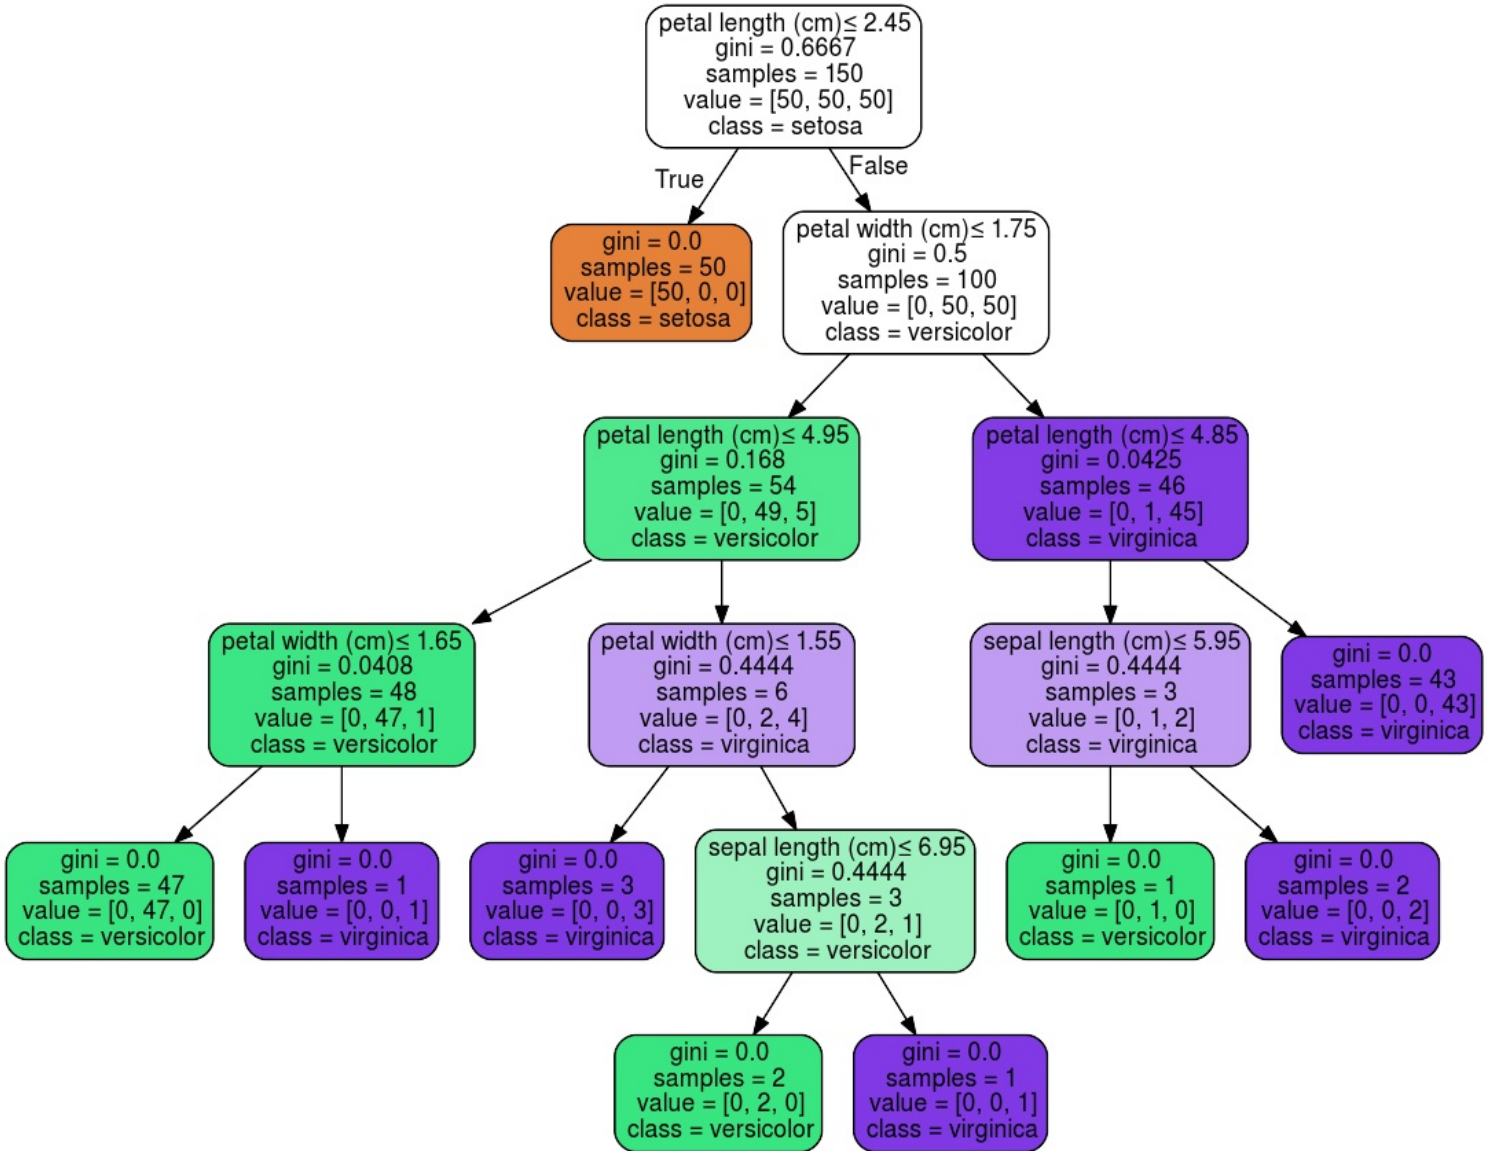 petal length (cm)≤ 2.45
gini = 0.6667
samples = 150
value = [50, 50, 50]
class = setosa
True
False
gini = 0.0
samples = 50
value = [50, 0, 0]
class = setosa
petal width (cm)≤ 1.75
gini = 0.5
samples = 100
value = [0, 50, 50]
class = versicolor
petal length (cm)≤ 4.95
gini = 0.168
samples = 54
value = [0, 49, 5]
class = versicolor
petal length (cm)≤ 4.85
gini = 0.0425
samples = 46
value = [0, 1, 45]
class = virginica
petal width (cm)≤ 1.65
gini = 0.0408
samples = 48
value = [0, 47, 1]
class = versicolor
petal width (cm)≤ 1.55
gini = 0.4444
samples = 6
value = [0, 2, 4]
class = virginica
sepal length (cm)≤ 5.95
gini = 0.4444
samples = 3
value = [0, 1, 2]
class = virginica
gini = 0.0
samples = 43
value = [0, 0, 43]
class = virginica
gini = 0.0
samples = 47
value = [0, 47, 0]
class = versicolor
gini = 0.0
samples = 1
value = [0, 0, 1]
class = virginica
gini = 0.0
samples = 3
value = [0, 0, 3]
class = virginica
sepal length (cm)≤ 6.95
gini = 0.4444
samples = 3
value = [0, 2, 1]
class = versicolor
gini = 0.0
samples = 1
value = [0, 1, 0]
class = versicolor
gini = 0.0
samples = 2
value = [0, 0, 2]
class = virginica
gini = 0.0
samples = 2
value = [0, 2, 0]
class = versicolor
gini = 0.0
samples = 1
value = [0, 0, 1]
class = virginica